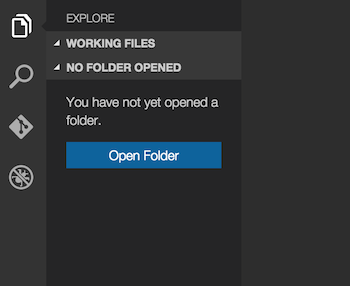 EXPLORE
WORKING FILES
NO FOLDER OPENED
You have not yet opened a
folder.
Open Folder